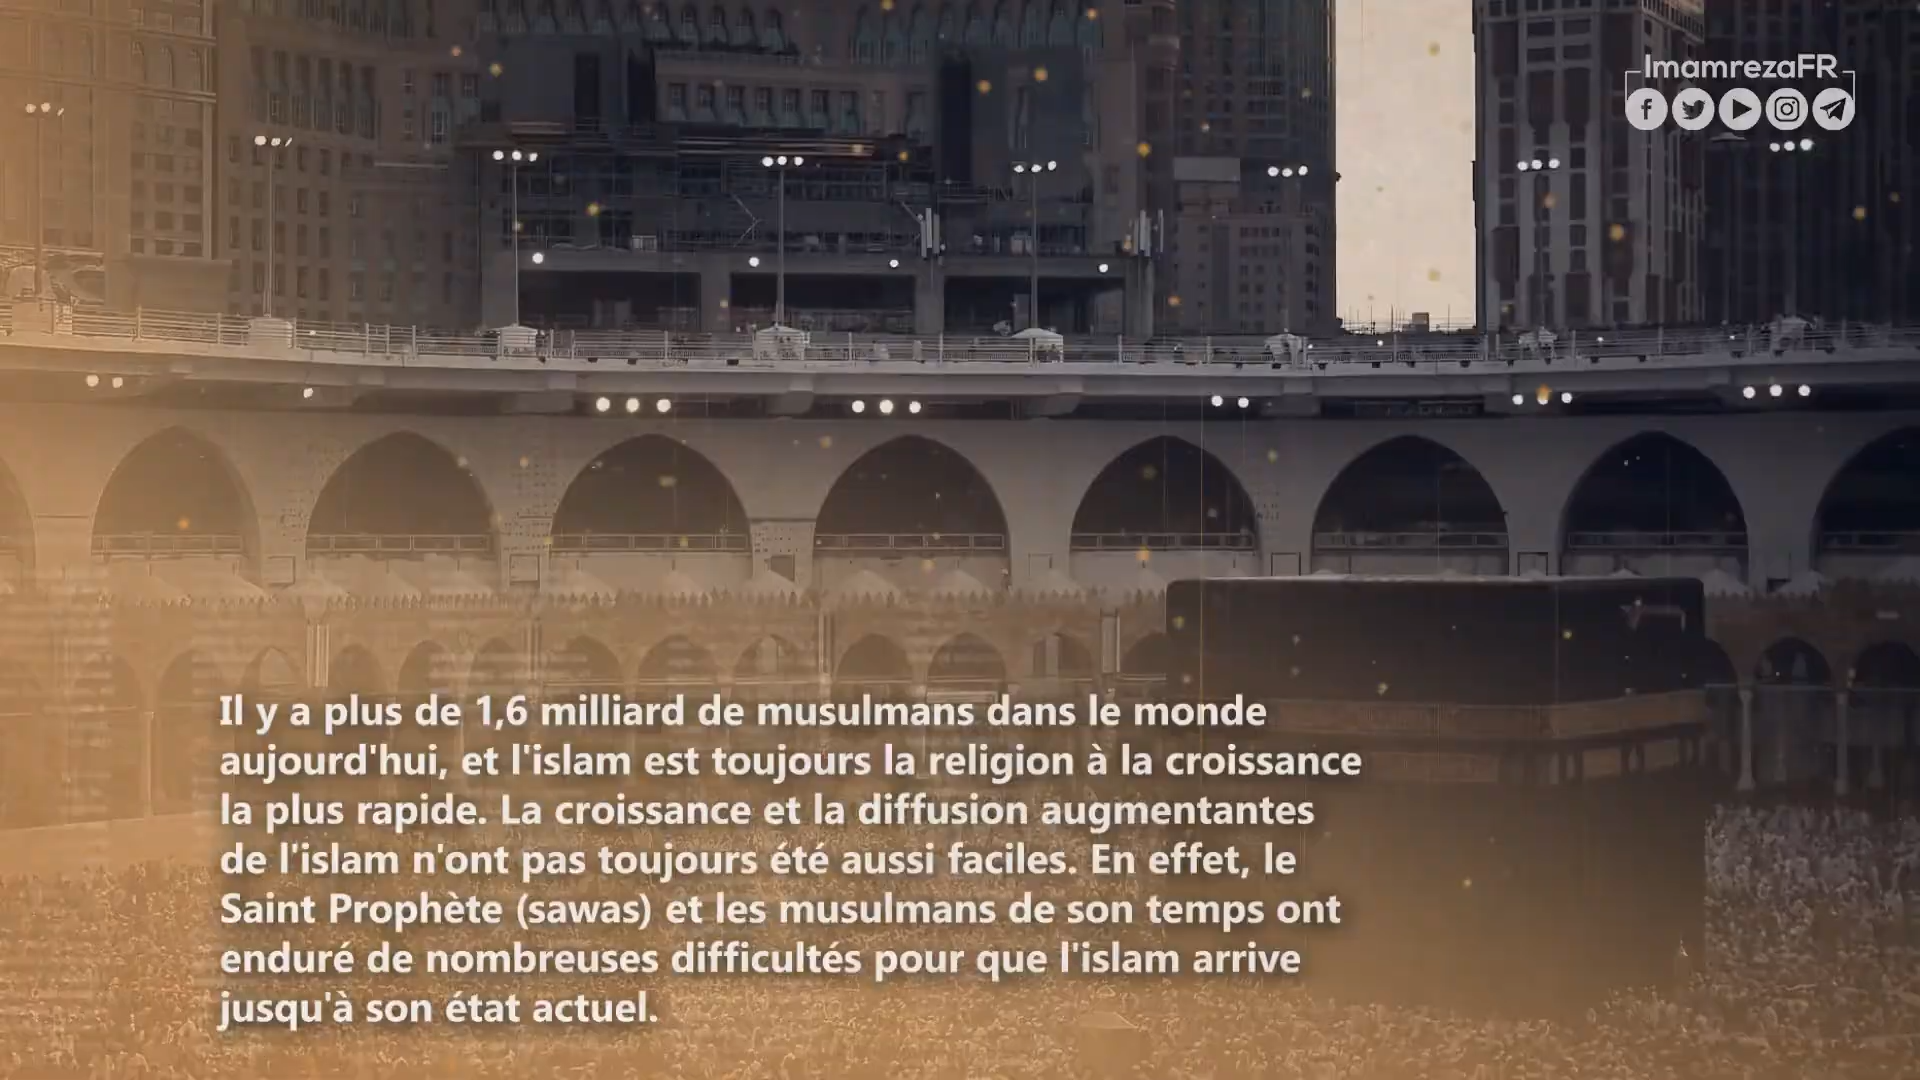 ImamrezaFR
Il y a plus de 1,6 milliard de musulmans dans le monde
aujourd'hui, et l'islam est toujours la religion à la croissance
la plus rapide. La croissance et la diffusion augmentantes
de l'islam n'ont pas toujours été aussi faciles. En effet, le
Saint Prophète (sawas) et les musulmans de son temps ont
enduré de nombreuses difficultés pour que l'islam arrive
jusqu'à son état actuel.